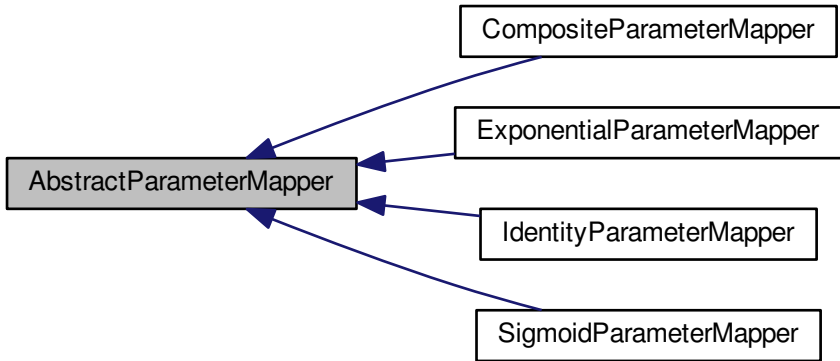 CompositeParameterMapper
ExponentialParameterMapper
AbstractParameterMapper
IdentityParameterMapper
SigmoidParameterMapper